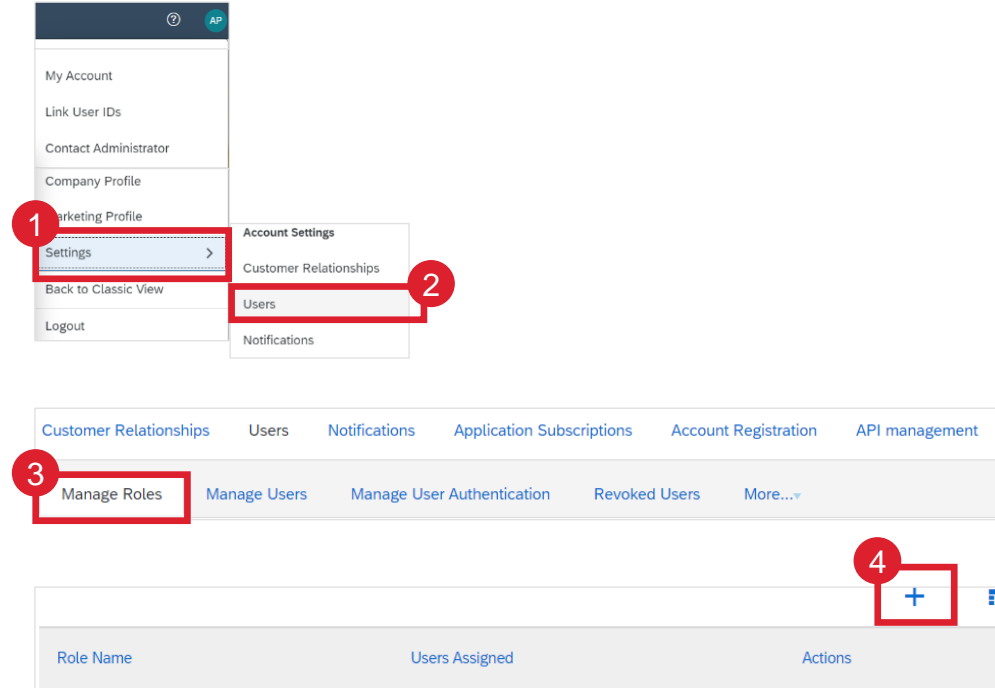 AP
My Account
Link User IDs
Contact Administrator
Company Profile
1 arketing Profile
Settings
Back to Classic View
Logout
Account Settings
Customer Relationships
2
Users
Notifications
Customer Relationships Users Notifications Application Subscriptions Account Registration API management
3
Manage Roles Manage Users Manage User Authentication Revoked Users More...
4
+
Role Name Users Assigned Actions